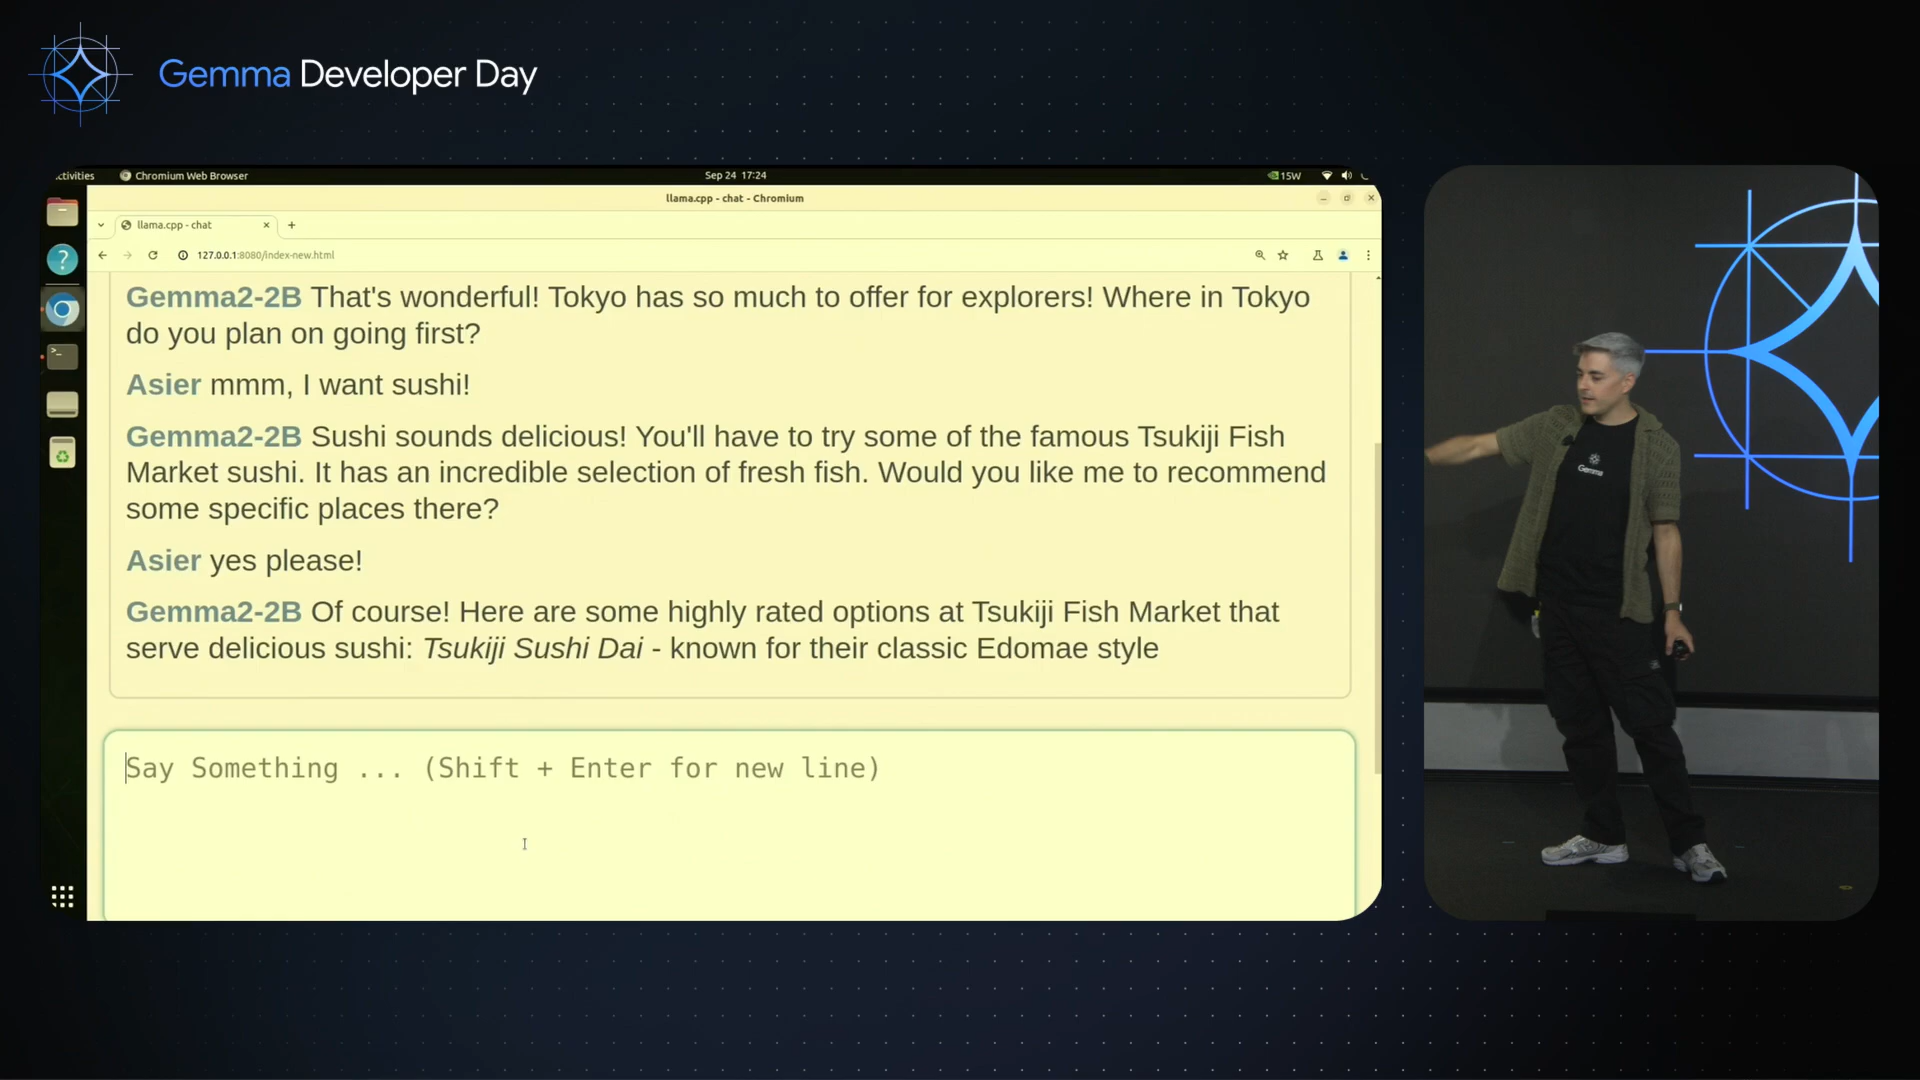 Gemma Developer Day
ctivities
Chromium Web Browser
Sep 24 17:24
15W
llama.cpp - chat - Chromium
llama.cpp - chat
127.0.0.1:8080/index-new.html
Gemma2-2B That's wonderful! Tokyo has so much to offer for explorers! Where in Tokyo
do you plan on going first?
Asier mmm, I want sushi!
Gemma2-2B Sushi sounds delicious! You'll have to try some of the famous Tsukiji Fish
Market sushi. It has an incredible selection of fresh fish. Would you like me to recommend
some specific places there?
Asier yes please!
Gemma2-2B Of course! Here are some highly rated options at Tsukiji Fish Market that
serve delicious sushi: Tsukiji Sushi Dai - known for their classic Edomae style
Say Something ... (Shift + Enter for new line)
Gemma